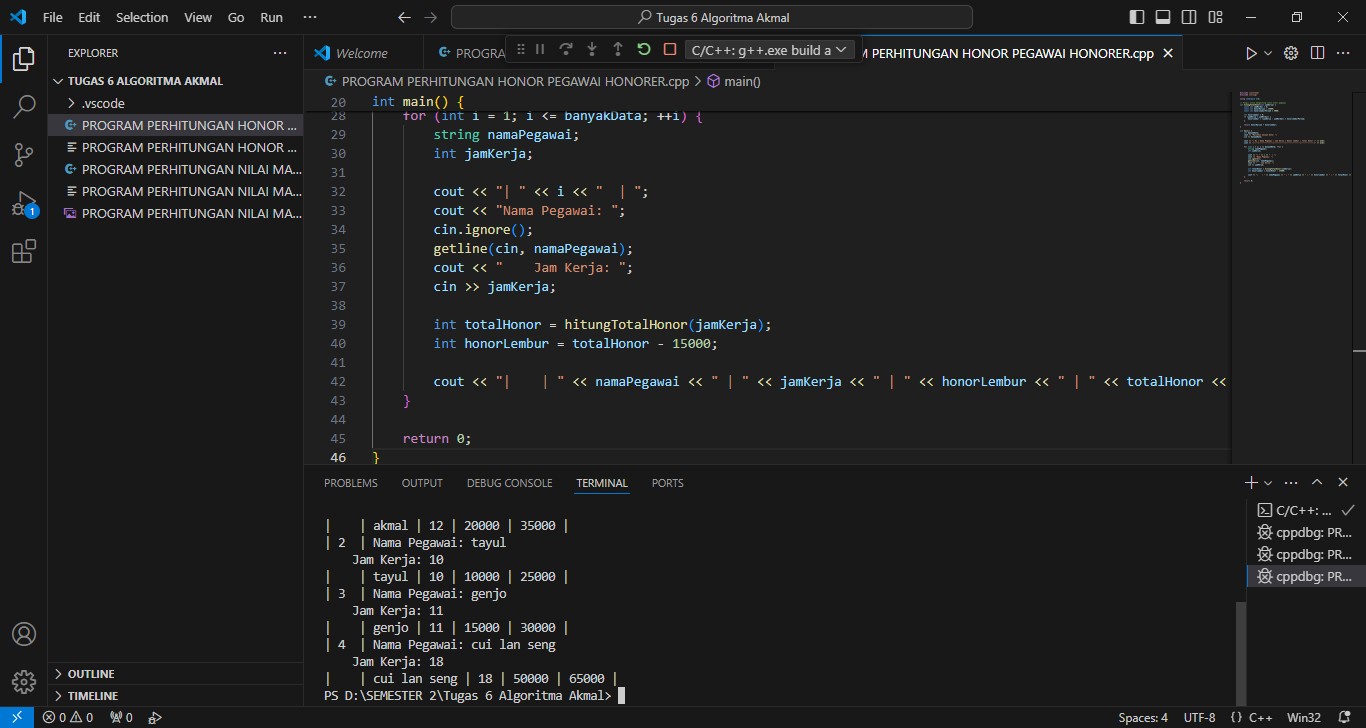 File Edit Selection View Go Run ··· Tugas 6 Algoritma Akmal
EXPLORER ···
TUGAS 6 ALGORITMA AKMAL
.vscode
PROGRAM PERHITUNGAN HONOR ...
PROGRAM PERHITUNGAN HONOR ...
PROGRAM PERHITUNGAN NILAI MA...
PROGRAM PERHITUNGAN NILAI MA...
PROGRAM PERHITUNGAN NILAI MA...
1
OUTLINE
TIMELINE
Welcome PROGRA C/C++: g++.exe build a M PERHITUNGAN HONOR PEGAWAI HONORER.cpp
PROGRAM PERHITUNGAN HONOR PEGAWAI HONORER.cpp > main()
20 int main() {
28 for (int i = 1; i <= banyakData; ++i) {
29 string namaPegawai;
30 int jamKerja;
31
32 cout << "| " << i << "  | ";
33 cout << "Nama Pegawai: ";
34 cin.ignore();
35 getline(cin, namaPegawai);
36 cout << "    Jam Kerja: ";
37 cin >> jamKerja;
38
39 int totalHonor = hitungTotalHonor(jamKerja);
40 int honorLembur = totalHonor - 15000;
41
42 cout << "|    | " << namaPegawai << " | " << jamKerja << " | " << honorLembur << " | " << totalHonor <<
43 }
44
45 return 0;
46 }
PROBLEMS OUTPUT DEBUG CONSOLE TERMINAL PORTS
|    | akmal | 12 | 20000 | 35000 |
| 2  | Nama Pegawai: tayul
Jam Kerja: 10
|    | tayul | 10 | 10000 | 25000 |
| 3  | Nama Pegawai: genjo
Jam Kerja: 11
|    | genjo | 11 | 15000 | 30000 |
| 4  | Nama Pegawai: cui lan seng
Jam Kerja: 18
|    | cui lan seng | 18 | 50000 | 65000 |
PS D:\SEMESTER 2\Tugas 6 Algoritma Akmal>
C/C++: ...
cppdbg: PR...
cppdbg: PR...
cppdbg: PR...
0 0 0 Spaces: 4 UTF-8 {} C++ Win32